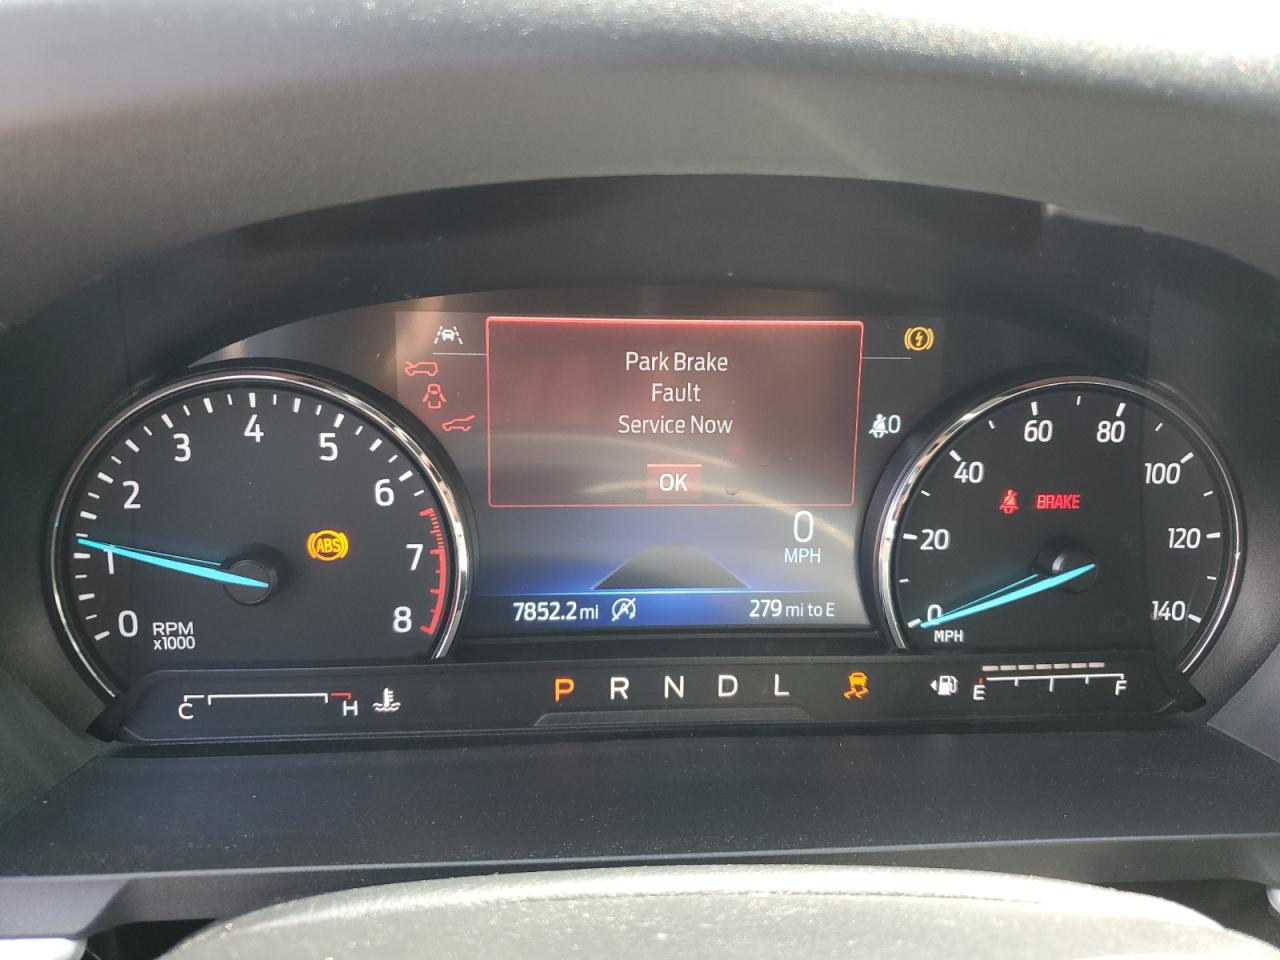 Park Brake
Fault
Service Now
OK
0
MPH
7852.2 mi
279 mi to E
0
1
2
3
4
5
6
7
8
RPM
x1000
ABS
0
BRAKE
0
20
40
60
80
100
120
140
MPH
C
H
P R N D L
E
F